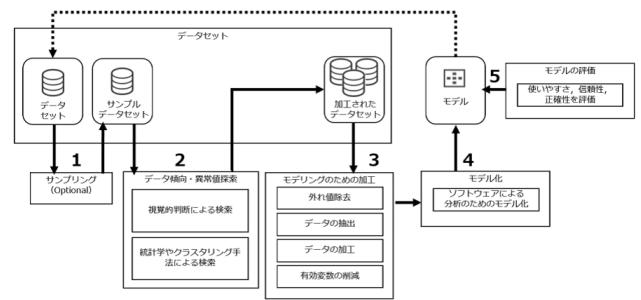 データセット
データ
セット
サンプル
データセット
加工された
データセット
モデル
5
モデルの評価
使いやすさ，信頼性，
正確性を評価
1
サンプリング
（Optional）
2
データ傾向・異常値探索
視覚的判断による検索
統計学やクラスタリング手
法による検索
3
モデリングのための加工
外れ値除去
データの抽出
データの加工
有効変数の削減
4
モデル化
ソフトウェアによる
分析のためのモデル化